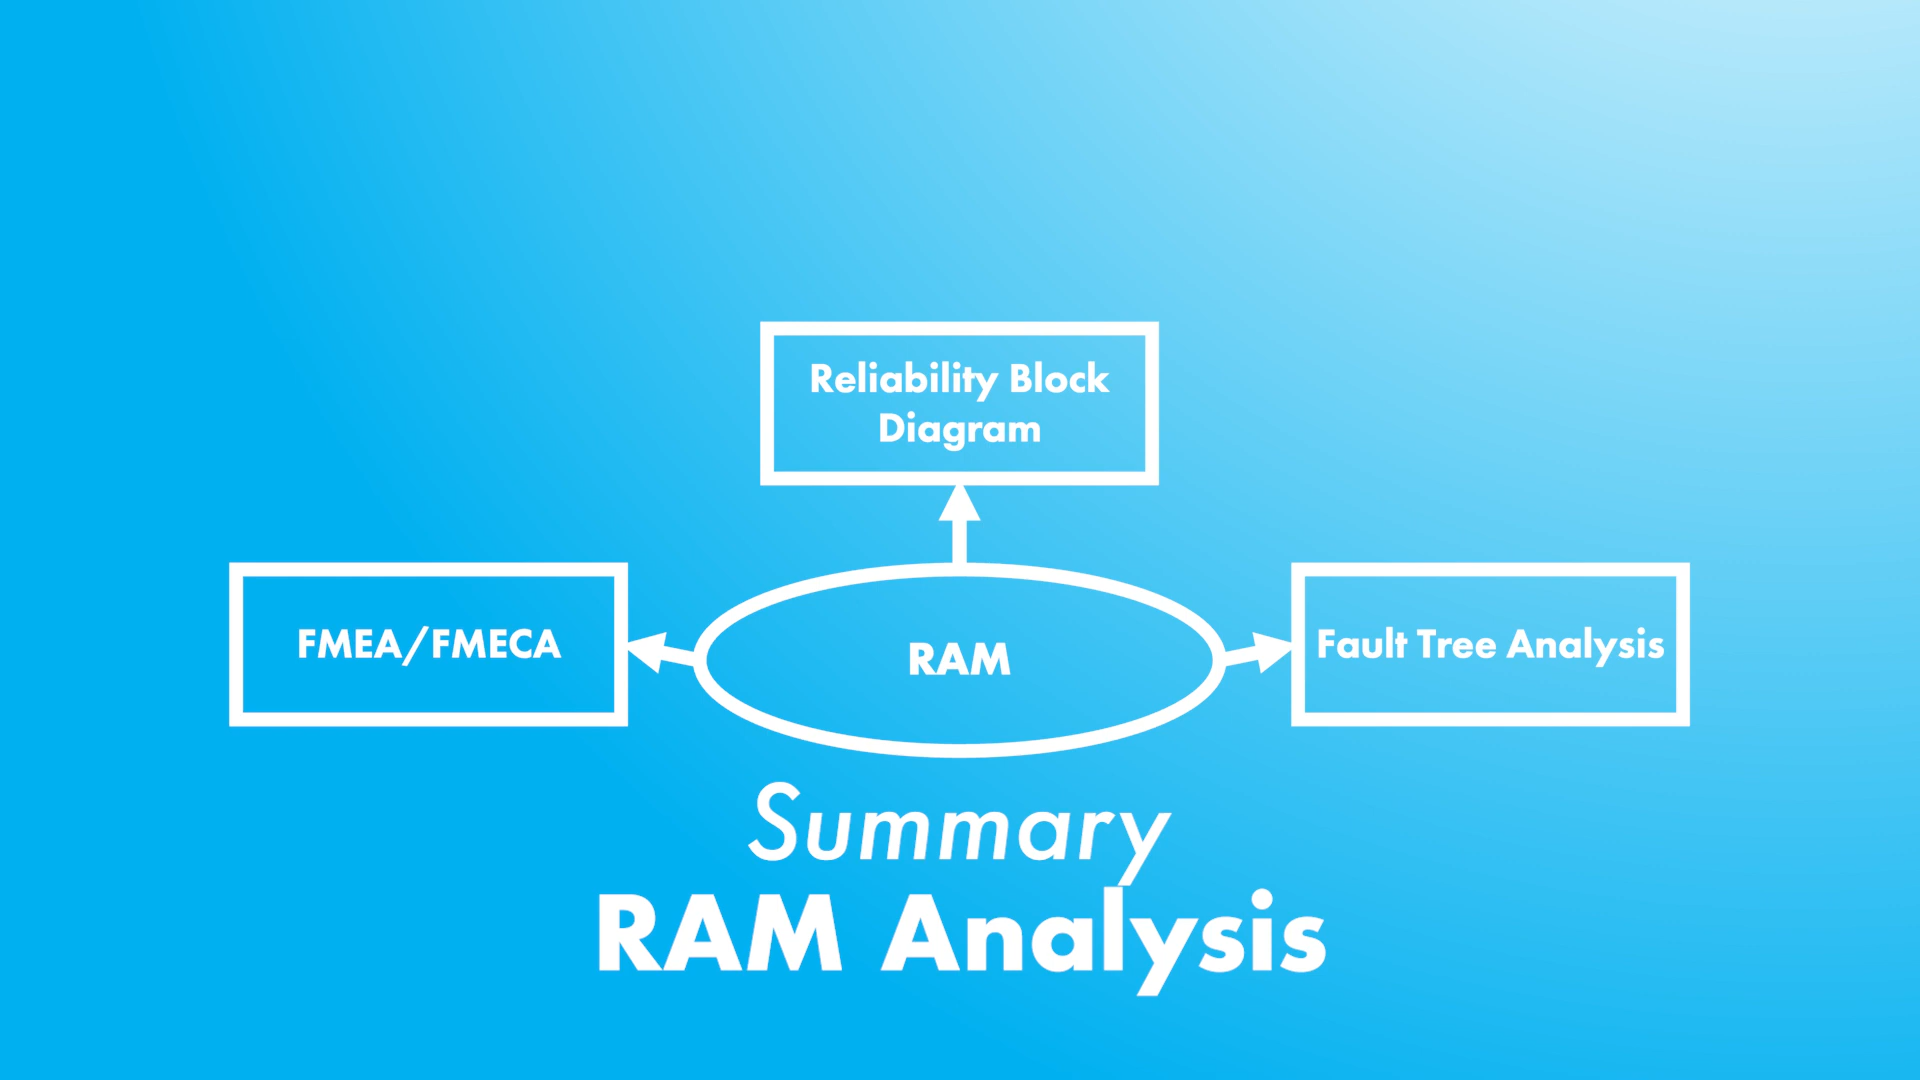 Reliability Block
Diagram
FMEA/FMECA
RAM
Fault Tree Analysis
Summary
RAM Analysis